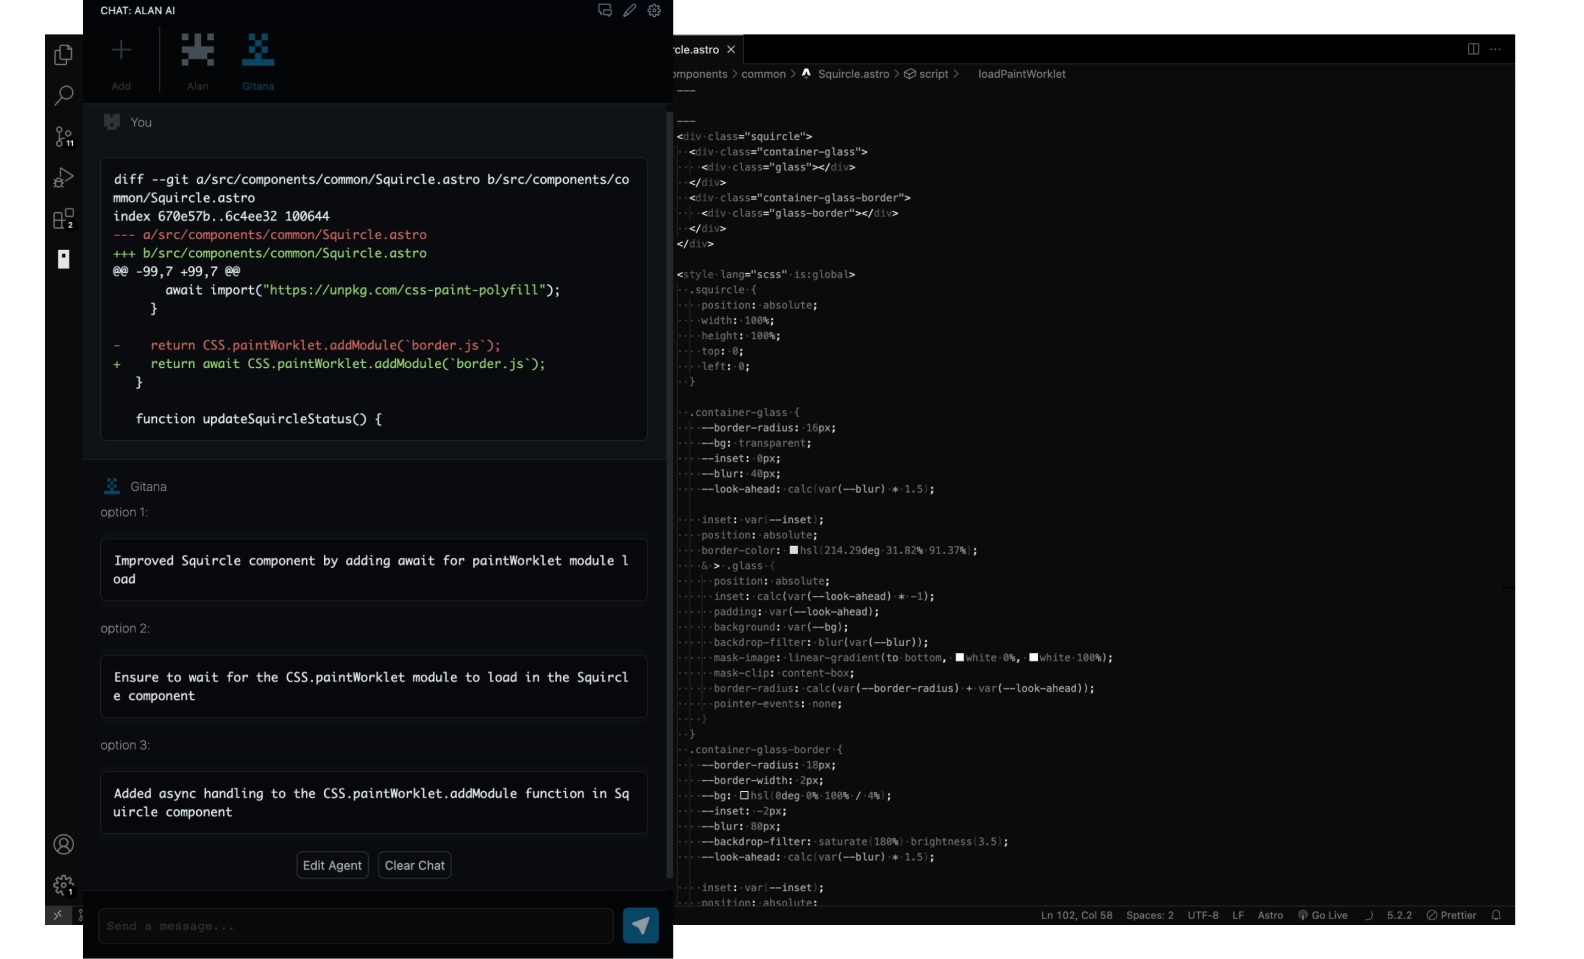 CHAT: ALAN AI
Add
Alan
Gitana
You
diff --git a/src/components/common/Squircle.astro b/src/components/co
mmon/Squircle.astro
index 670e57b..6c4ee32 100644
--- a/src/components/common/Squircle.astro
+++ b/src/components/common/Squircle.astro
@@ -99,7 +99,7 @@
await import("https://unpkg.com/css-paint-polyfill");
}
-    return CSS.paintWorklet.addModule(`border.js`);
+    return await CSS.paintWorklet.addModule(`border.js`);
}
function updateSquircleStatus() {
Gitana
option 1:
Improved Squircle component by adding await for paintWorklet module l
oad
option 2:
Ensure to wait for the CSS.paintWorklet module to load in the Squircl
e component
option 3:
Added async handling to the CSS.paintWorklet.addModule function in Sq
uircle component
Edit Agent
Clear Chat
Send a message...
11
2
1
rcle.astro
omponents > common > Squircle.astro > script > loadPaintWorklet
---
---
<div class="squircle">
<div class="container-glass">
<div class="glass"></div>
</div>
<div class="container-glass-border">
<div class="glass-border"></div>
</div>
</div>
<style lang="scss" is:global>
.squircle {
position: absolute;
width: 100%;
height: 100%;
top: 0;
left: 0;
}
.container-glass {
--border-radius: 16px;
--bg: transparent;
--inset: 0px;
--blur: 40px;
--look-ahead: calc(var(--blur) * 1.5);
inset: var(--inset);
position: absolute;
border-color: hsl(214.29deg 31.82% 91.37%);
& > .glass {
position: absolute;
inset: calc(var(--look-ahead) * -1);
padding: var(--look-ahead);
background: var(--bg);
backdrop-filter: blur(var(--blur));
mask-image: linear-gradient(to bottom, white 0%, white 100%);
mask-clip: content-box;
border-radius: calc(var(--border-radius) + var(--look-ahead));
pointer-events: none;
}
}
.container-glass-border {
--border-radius: 18px;
--border-width: 2px;
--bg: hsl(0deg 0% 100% / 4%);
--inset: -2px;
--blur: 80px;
--backdrop-filter: saturate(180%) brightness(3.5);
--look-ahead: calc(var(--blur) * 1.5);
inset: var(--inset);
position: absolute;
Ln 102, Col 58  Spaces: 2  UTF-8  LF  Astro  Go Live  5.2.2  Prettier